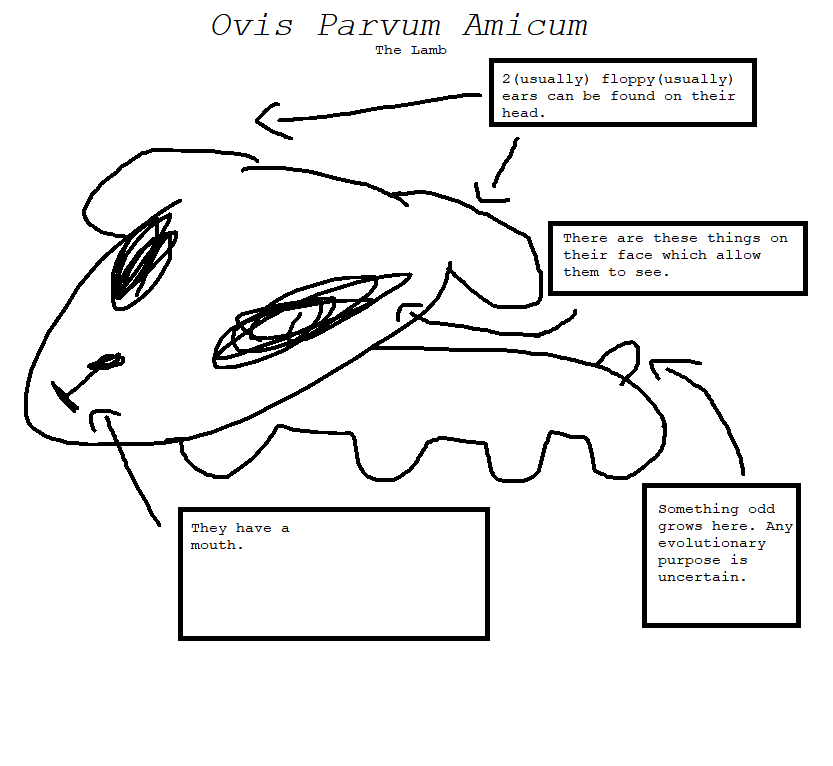 Ovis Parvum Amicum
The Lamb
2(usually) floppy(usually)
ears can be found on their
head.
There are these things on
their face which allow
them to see.
Something odd
grows here. Any
evolutionary
purpose is
uncertain.
They have a
mouth.